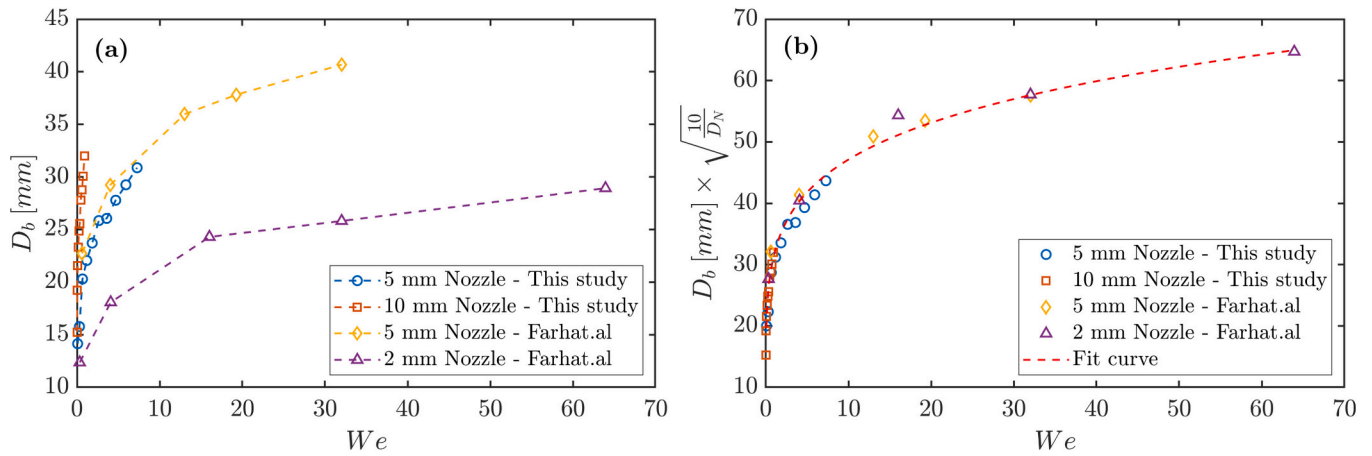 (a)
45
40
35
30
25
20
15
10
D_b [mm]
0 10 20 30 40 50 60 70
We
5 mm Nozzle - This study
10 mm Nozzle - This study
5 mm Nozzle - Farhat.al
2 mm Nozzle - Farhat.al
(b)
70
60
50
40
30
20
10
D_b [mm] × √(10/D_N)
0 10 20 30 40 50 60 70
We
5 mm Nozzle - This study
10 mm Nozzle - This study
5 mm Nozzle - Farhat.al
2 mm Nozzle - Farhat.al
Fit curve